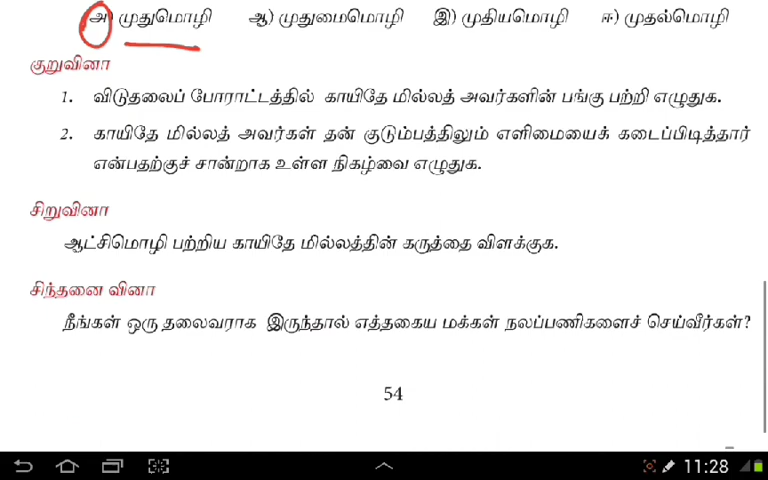 அ) முதுமொழி ஆ) முதுமைமொழி இ) முதியமொழி ஈ) முதல்மொழி
குறுவினா
1. விடுதலைப் போராட்டத்தில் காயிதே மில்லத் அவர்களின் பங்கு பற்றி எழுதுக.
2. காயிதே மில்லத் அவர்கள் தன் குடும்பத்திலும் எளிமையைக் கடைப்பிடித்தார்
என்பதற்குச் சான்றாக உள்ள நிகழ்வை எழுதுக.
சிறுவினா
ஆட்சிமொழி பற்றிய காயிதே மில்லத்தின் கருத்தை விளக்குக.
சிந்தனை வினா
நீங்கள் ஒரு தலைவராக இருந்தால் எத்தகைய மக்கள் நலப்பணிகளைச் செய்வீர்கள்?
54
11:28